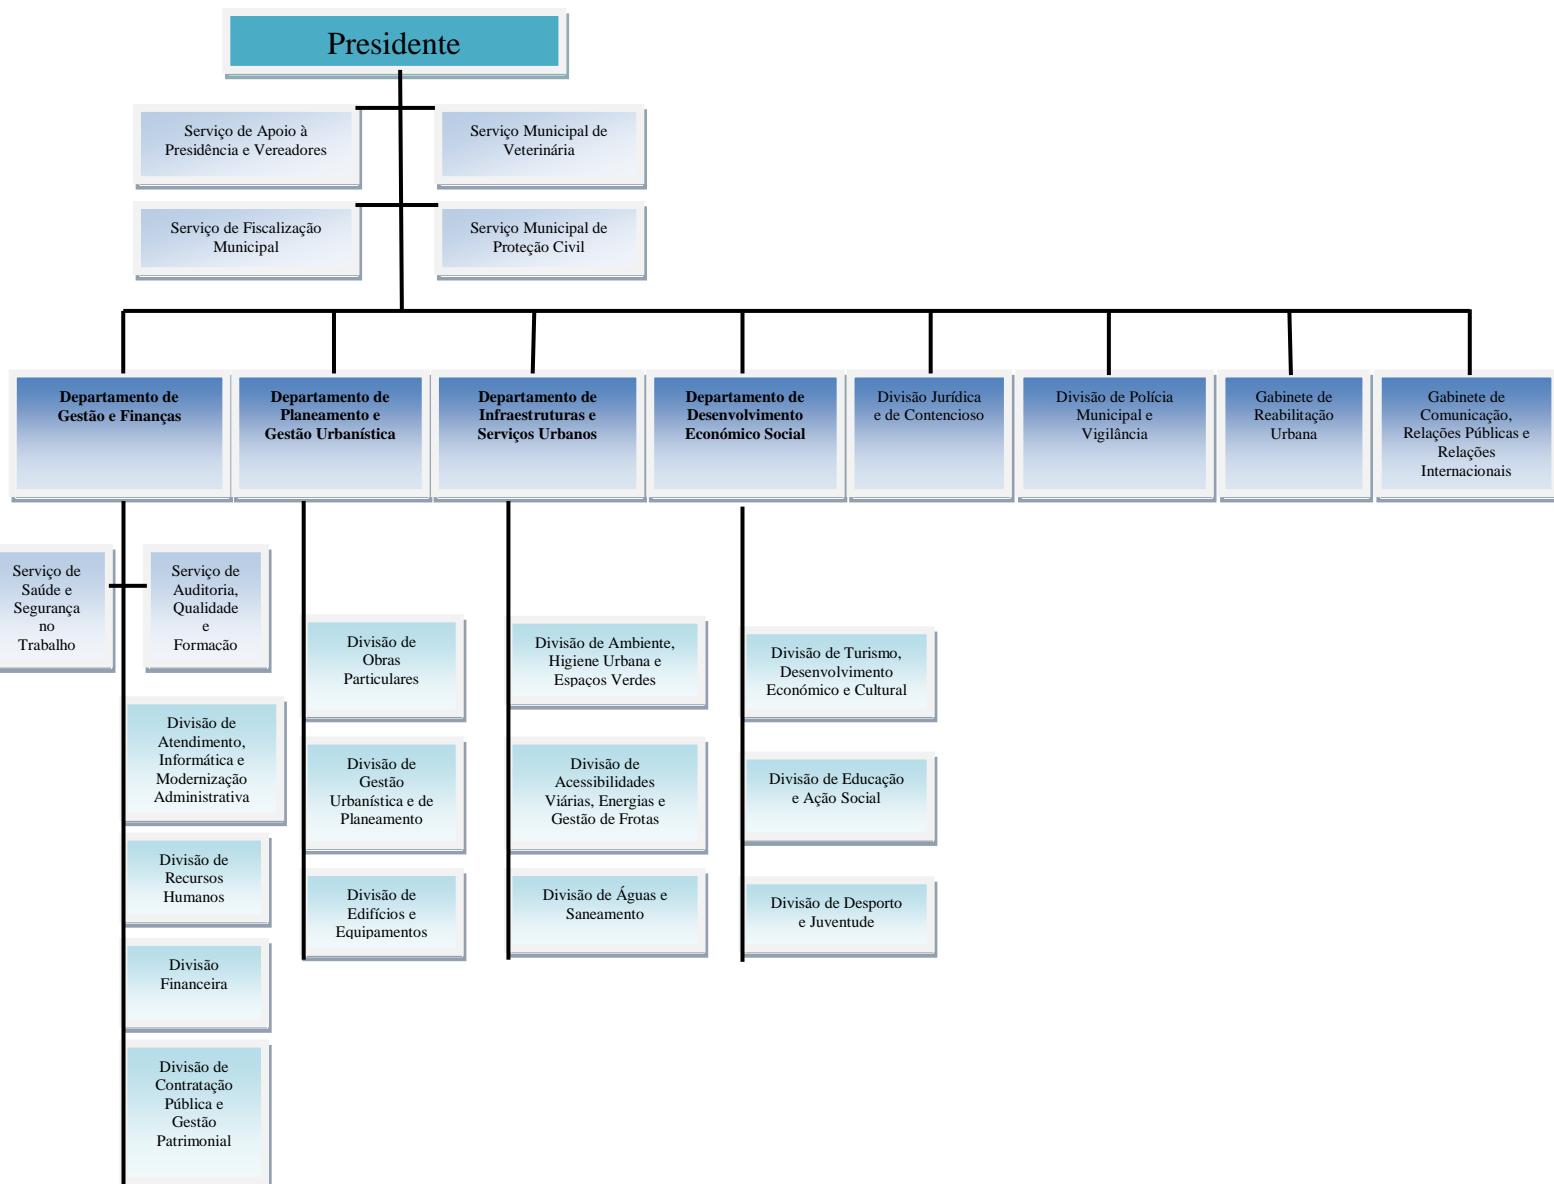 Presidente
Serviço de Apoio à
Presidência e Vereadores
Serviço Municipal de
Veterinária
Serviço de Fiscalização
Municipal
Serviço Municipal de
Proteção Civil
Departamento de
Gestão e Finanças
Departamento de
Planeamento e
Gestão Urbanística
Departamento de
Infraestruturas e
Serviços Urbanos
Departamento de
Desenvolvimento
Económico Social
Divisão Jurídica
e de Contencioso
Divisão de Polícia
Municipal e
Vigilância
Gabinete de
Reabilitação
Urbana
Gabinete de
Comunicação,
Relações Públicas e
Relações
Internacionais
Serviço de
Saúde e
Segurança
no
Trabalho
Serviço de
Auditoria,
Qualidade
e
Formação
Divisão de
Atendimento,
Informática e
Modernização
Administrativa
Divisão de
Recursos
Humanos
Divisão
Financeira
Divisão de
Contratação
Pública e
Gestão
Patrimonial
Divisão de
Obras
Particulares
Divisão de
Gestão
Urbanística e de
Planeamento
Divisão de
Edifícios e
Equipamentos
Divisão de Ambiente,
Higiene Urbana e
Espaços Verdes
Divisão de
Acessibilidades
Viárias, Energias e
Gestão de Frotas
Divisão de Águas e
Saneamento
Divisão de Turismo,
Desenvolvimento
Económico e Cultural
Divisão de Educação
e Ação Social
Divisão de Desporto
e Juventude